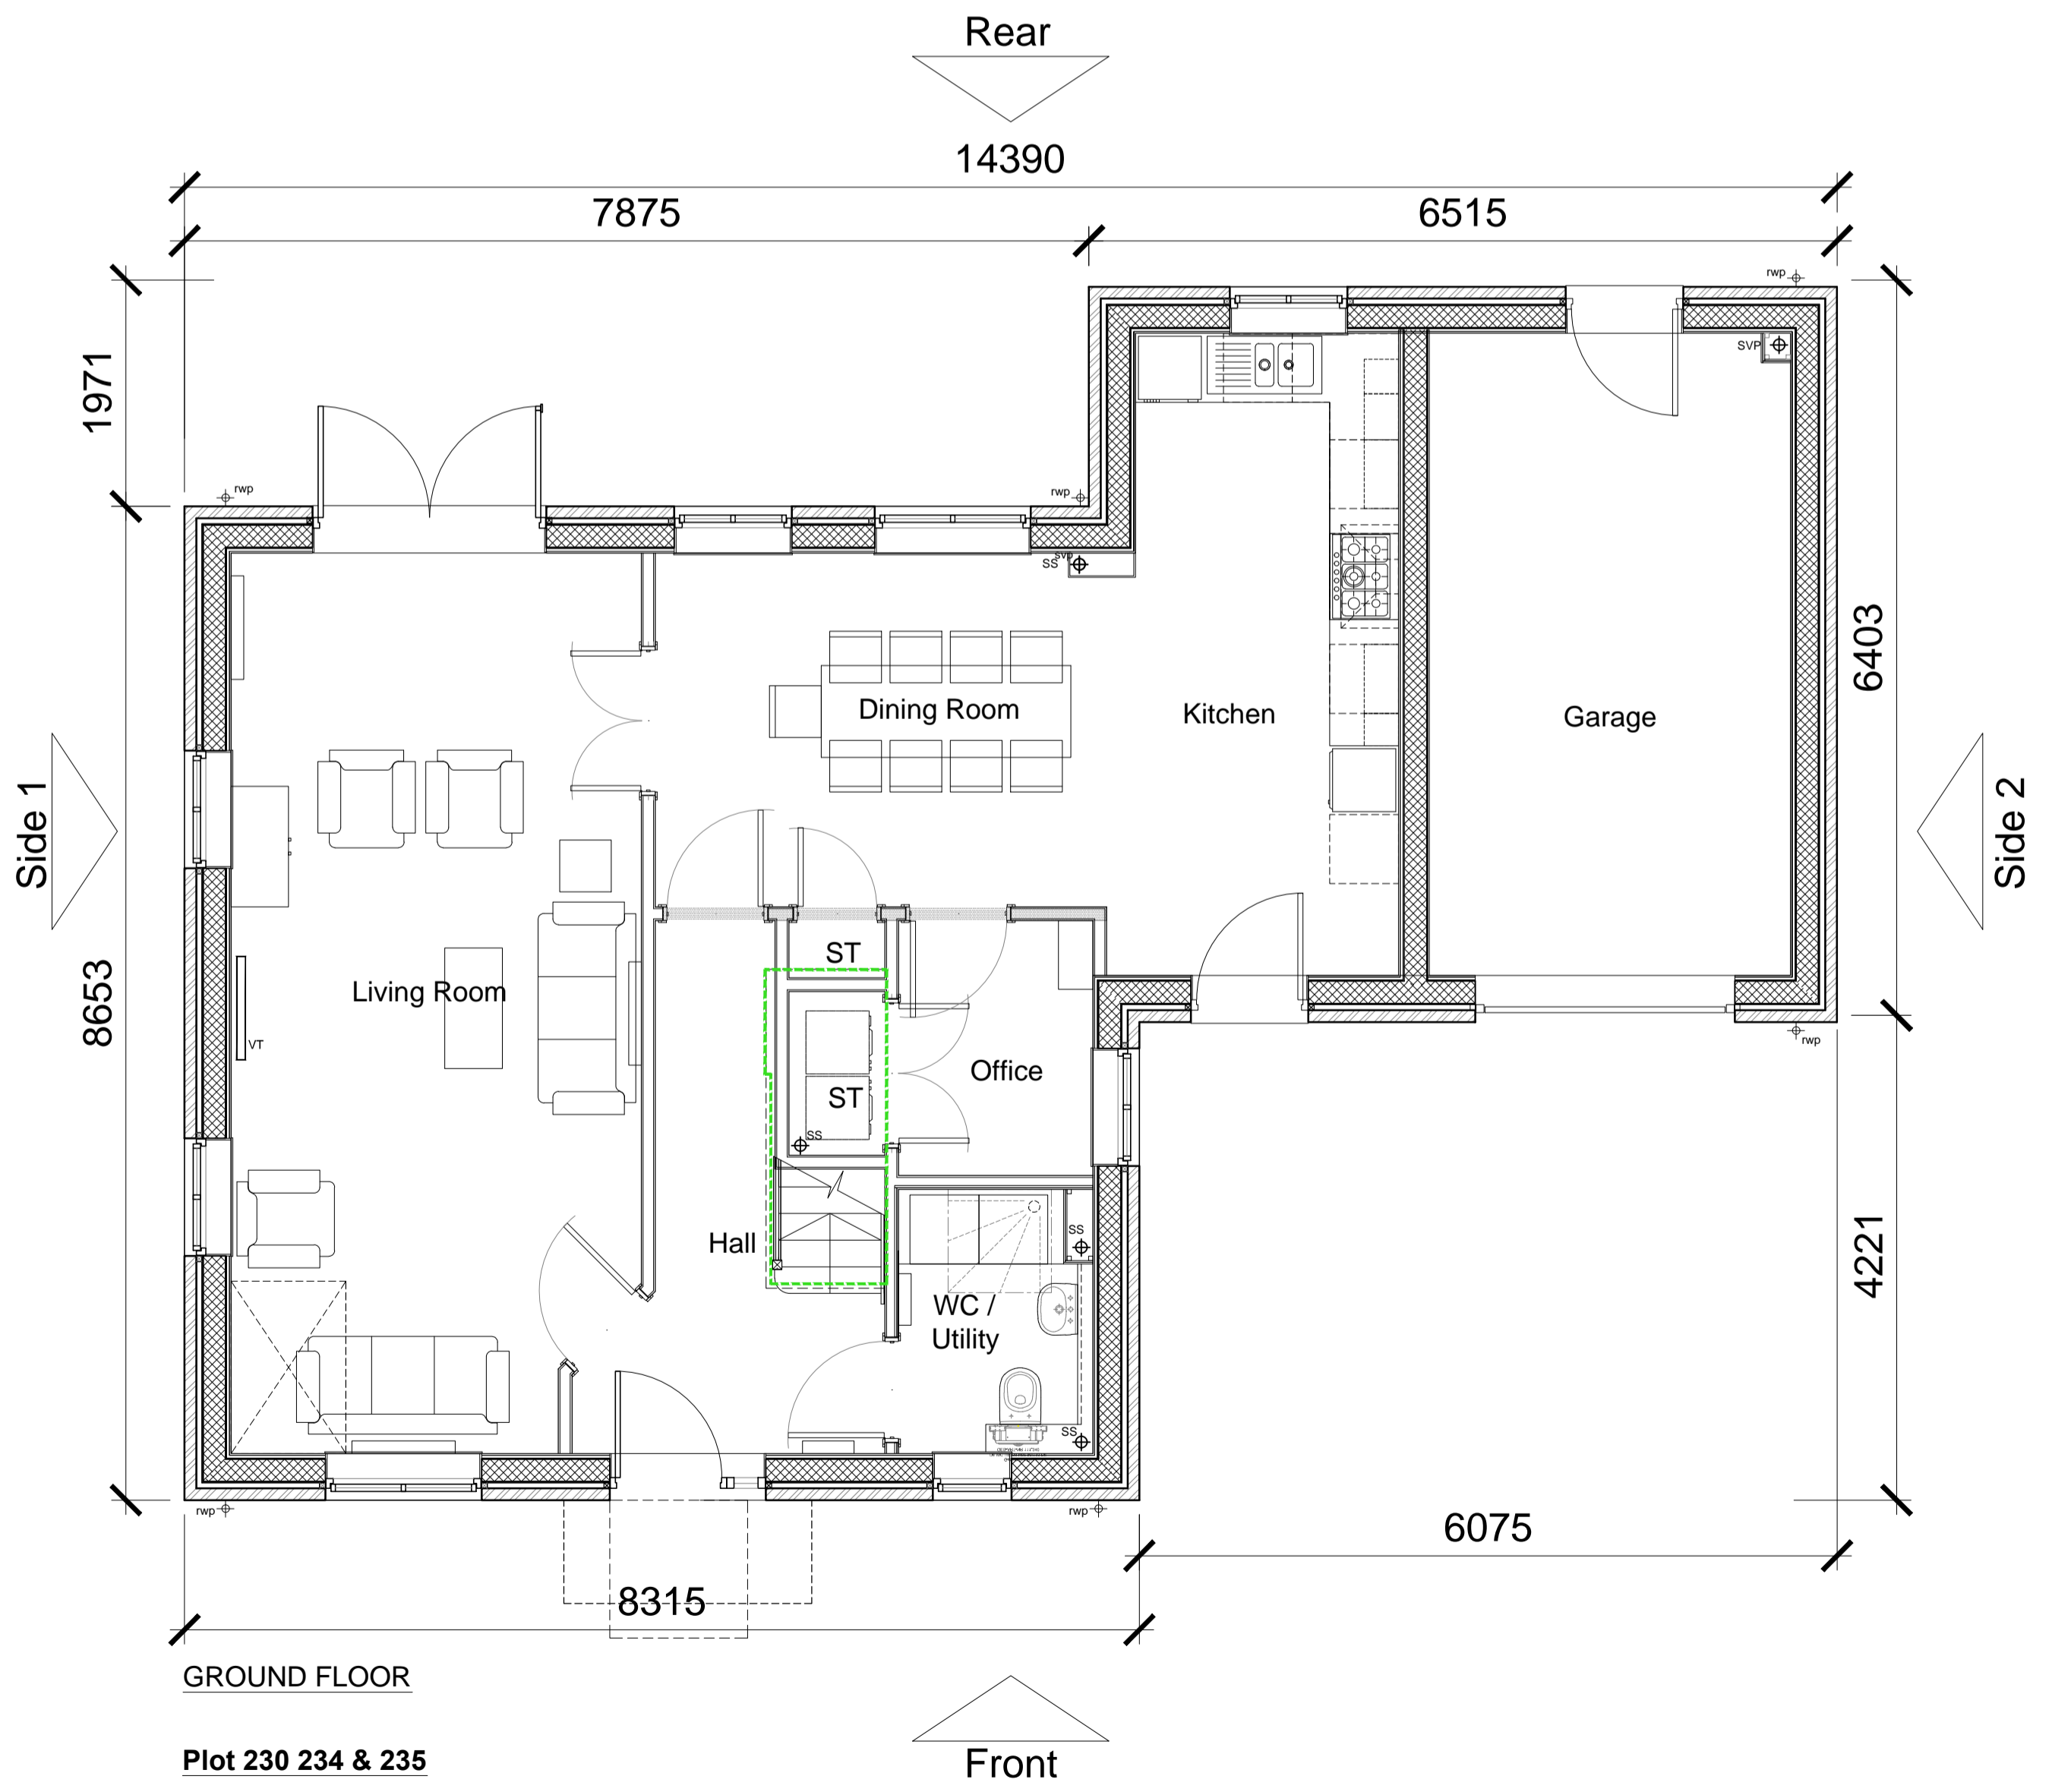 Rear
14390
7875
6515
rwp
SVP
1971
rwp
rwp
svp
SS
6403
Dining Room
Kitchen
Garage
Side 1
Side 2
ST
Living Room
8653
VT
rwp
Office
ST
SS
Hall
SS
4221
WC /
Utility
SS
rwp
rwp
6075
8315
GROUND FLOOR
Plot 230 234 & 235
Front